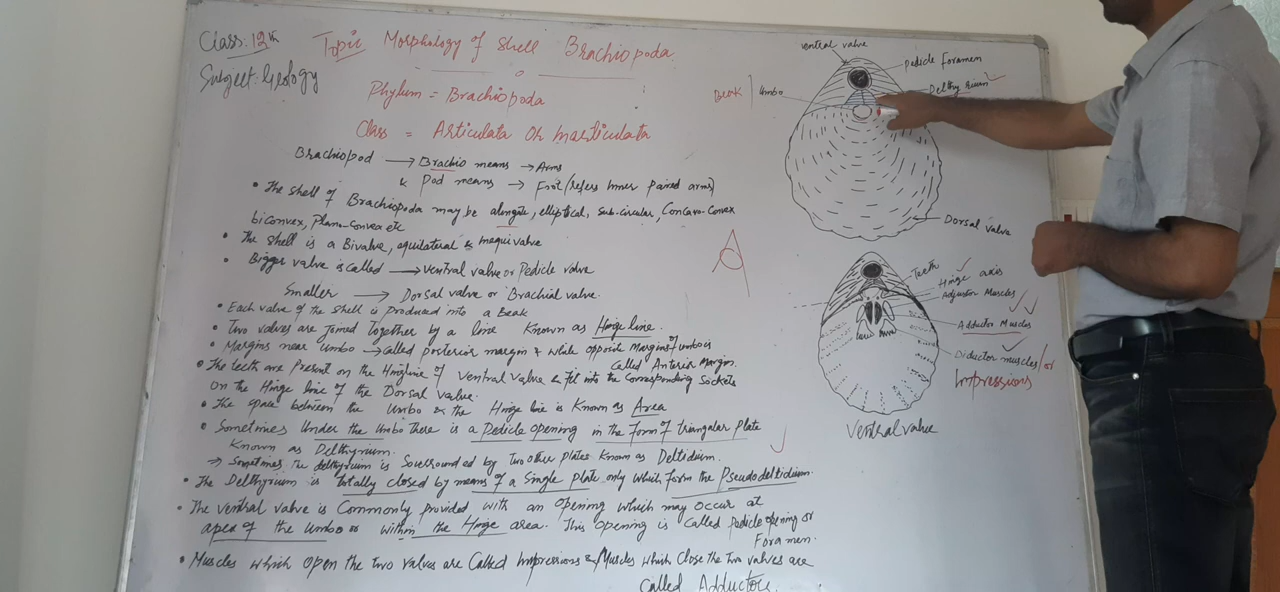 Class: 12th
Subject: Geology
Topic Morphology of Shell Brachiopoda
Phylum = Brachiopoda
Class = Articulata or Inarticulata
Brachiopod → Brachio means → Arms
& Pod means → Foot (refers Inner paired arms)
• The shell of Brachiopoda may be alongate, elliptical, sub-circular, Concavo-Convex
biconvex, Plano-Convex etc
• The shell is a Bivalve, equilateral & inequivalve
• Bigger valve is called → ventral valve or Pedicle valve
Smaller → Dorsal valve or Brachial valve.
• Each valve of the shell is produced into a Beak
• Two valves are joined together by a line Known as Hinge line.
• Margins near Umbo → Called posterior margin & while opposite Margins of umbo is
Called Anterior Margin.
• The teeth are Present on the Hingline of ventral valve & fit into the corresponding Sockets
on the Hinge line of the Dorsal valve.
• The space between the Umbo & the Hinge line is Known as Area
• Sometimes Under the Umbo there is a Pedicle opening in the form of triangular Plate
Known as Delthyrium.
⇒ Sometimes The delthyrium is Sourrounded by two other plates Known as Deltidium.
• The Delthyrium is totally closed by means of a Single plate only which form the Pseudodeltidium.
• The ventral valve is Commonly provided with an opening which may occur at
apex of the Umbo or within the Hinge area. This opening is Called Pedicle opening or
Foramen.
• Muscles which open the two valves are Called Impressions & Muscles which close the two valves are
Called Adductors.
ventral valve
Pedicle Foramen
Delthyrium
Beak
Umbo
Dorsal valve
Teeth
Hinge axis
Adjustor Muscles
Adductor Muscles
Diductor muscles/or
Impressions
Ventral valve